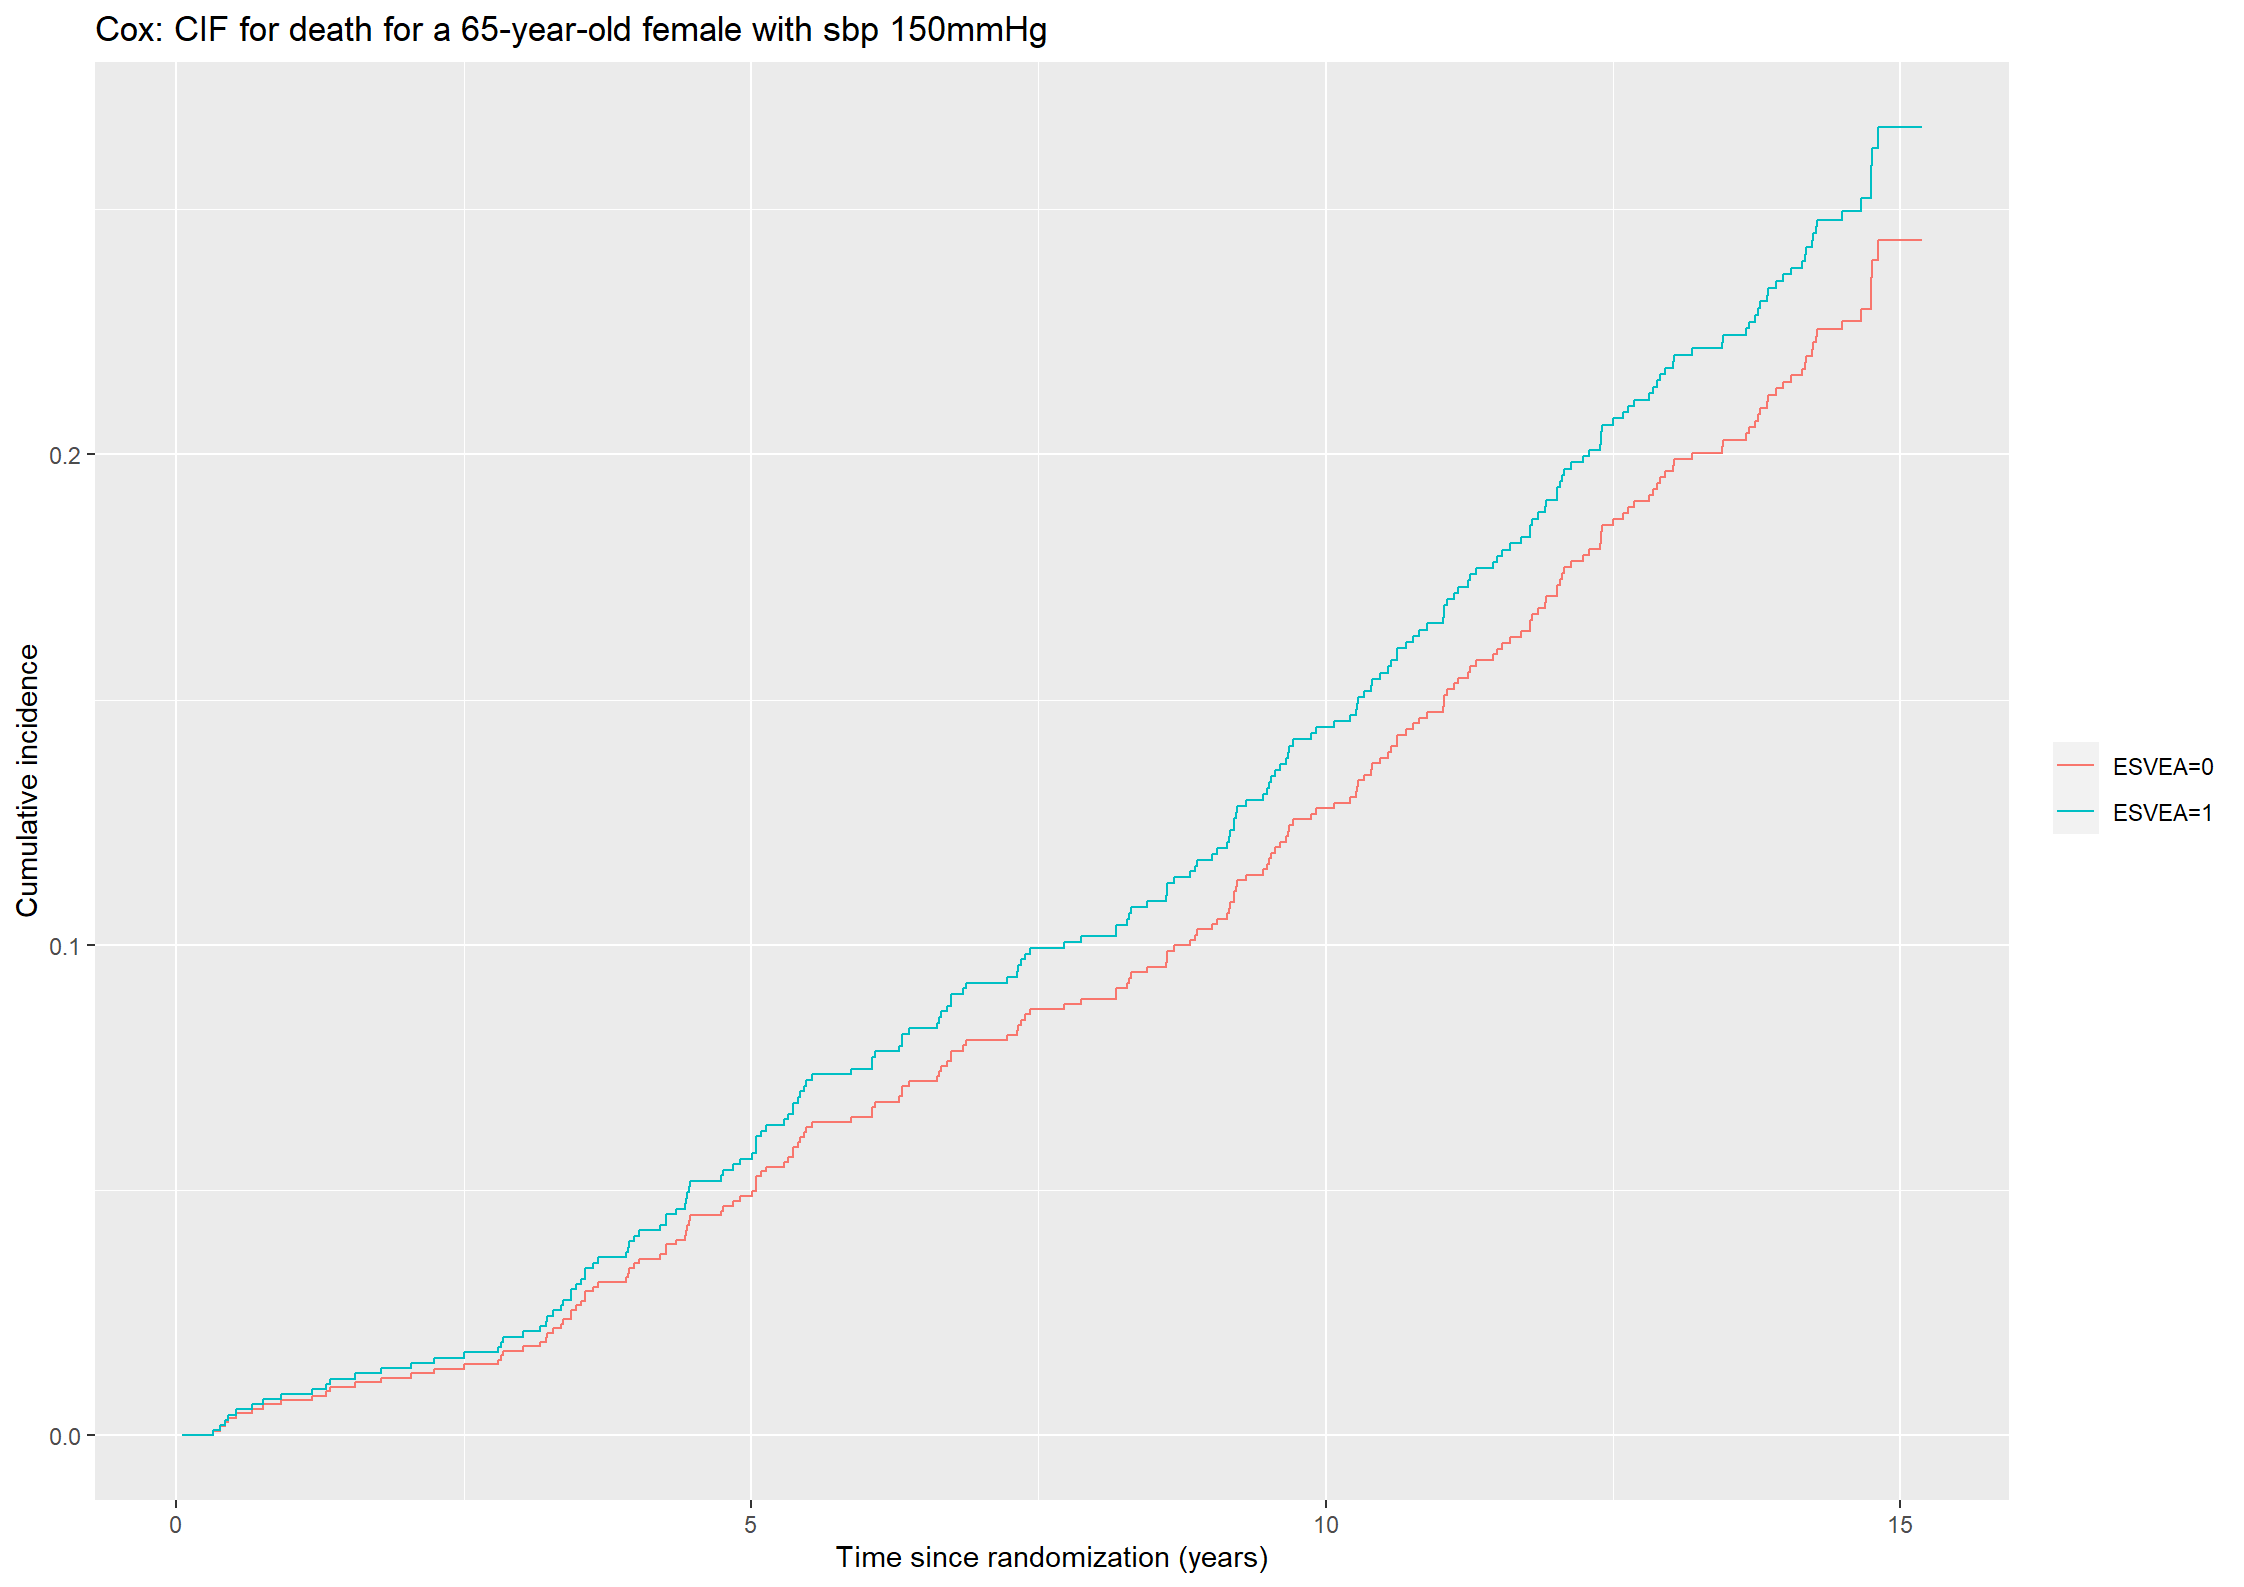 Cox: CIF for death for a 65-year-old female with sbp 150mmHg
Cumulative incidence
0.2
0.1
0.0
0 5 10 15
Time since randomization (years)
ESVEA=0
ESVEA=1